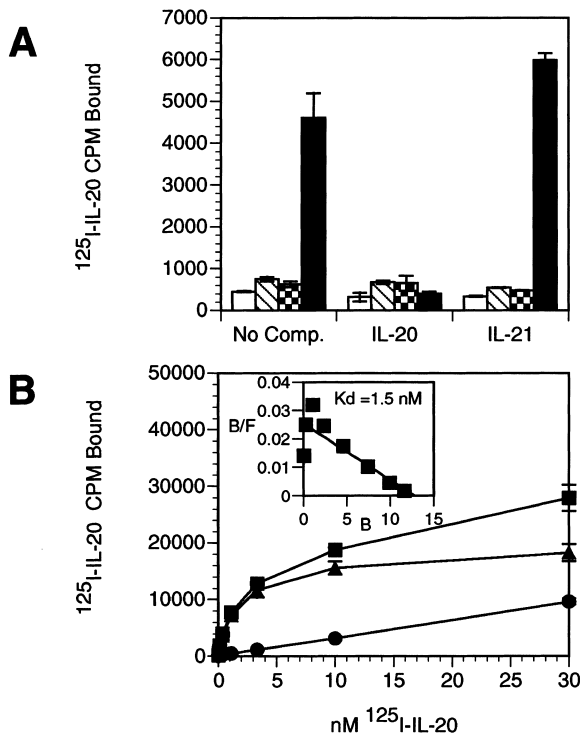 A
125I-IL-20 CPM Bound
7000
6000
5000
4000
3000
2000
1000
0
No Comp. IL-20 IL-21
B
125I-IL-20 CPM Bound
50000
40000
30000
20000
10000
0
0.04
0.03
0.02
0.01
0
B/F
Kd =1.5 nM
0 5 10 15
B
0 5 10 15 20 25 30
nM 125I-IL-20